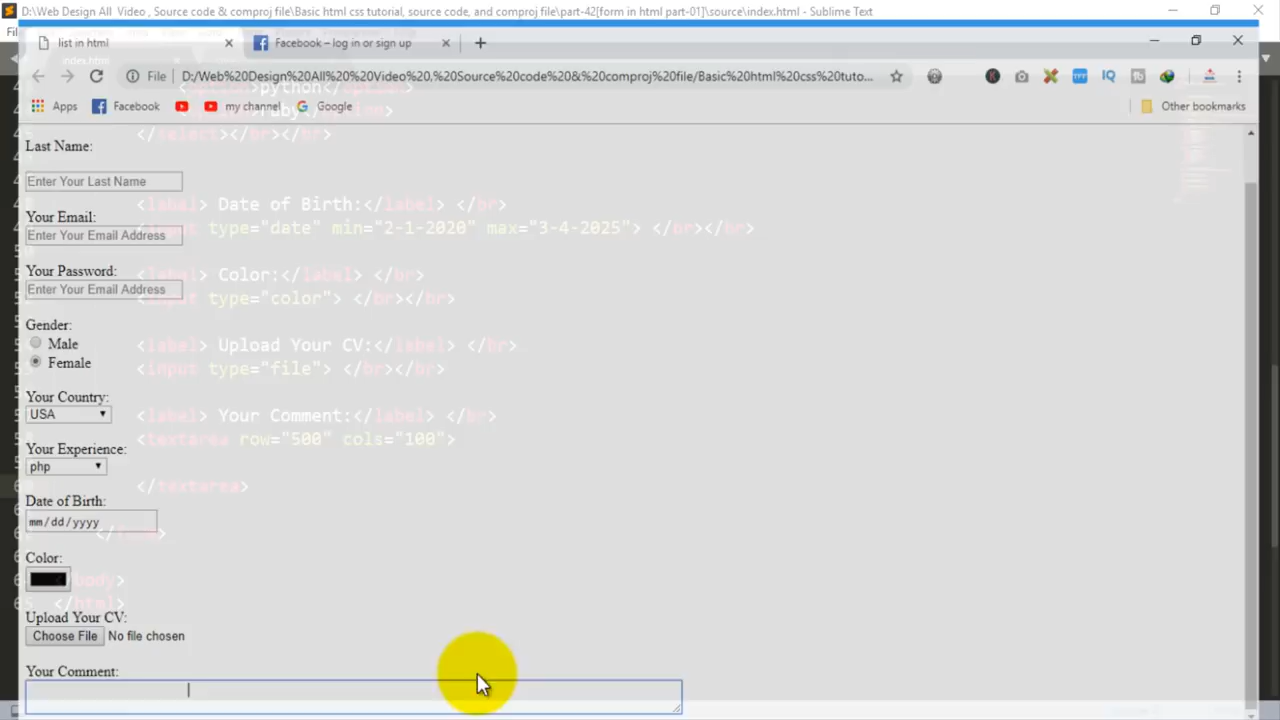 D:\Web Design All Video , Source code & comproj file\Basic html css tutorial, source code, and comproj file\part-42[form in html part-01]\source\index.html - Sublime Text
list in html
Facebook – log in or sign up
index.html
File
D:/Web%20Design%20All%20%20Video%20,%20Source%20code%20&%20comproj%20file/Basic%20html%20css%20tuto...
<option>python</option>
Apps
Facebook
my channel
Google
Other bookmarks
</select></br></br>
Last Name:
Enter Your Last Name
<label> Date of Birth:</label> </br>
Your Email:
type="date" min="2-1-2020" max="3-4-2025"> </br></br>
Enter Your Email Address
Your Password:
<label> Color:</label> </br>
Enter Your Email Address
type="color"> </br></br>
Gender:
Male
<label> Upload Your CV:</label> </br>
Female
<input type="file"> </br></br>
Your Country:
USA
<label> Your Comment:</label> </br>
<textarea row="500" cols="100">
Your Experience:
php
</textarea>
Date of Birth:
mm/dd/yyyy
Color:
body>
</html>
Upload Your CV:
Choose File No file chosen
Your Comment: